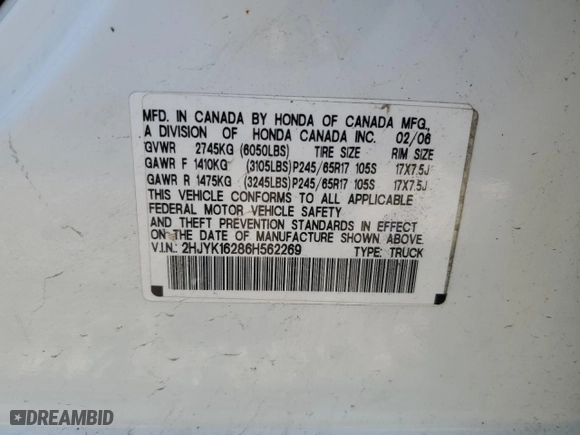 MFD. IN CANADA BY HONDA OF CANADA MFG.,
A DIVISION OF HONDA CANADA INC. 02/06
GVWR 2745KG (6050LBS) TIRE SIZE RIM SIZE
GAWR F 1410KG (3105LBS)P245/65R17 105S 17X7.5J
GAWR R 1475KG (3245LBS)P245/65R17 105S 17X7.5J
THIS VEHICLE CONFORMS TO ALL APPLICABLE
FEDERAL MOTOR VEHICLE SAFETY
AND THEFT PREVENTION STANDARDS IN EFFECT
ON THE DATE OF MANUFACTURE SHOWN ABOVE.
V.I.N.: 2HJYK16286H562269 TYPE: TRUCK
DREAMBID